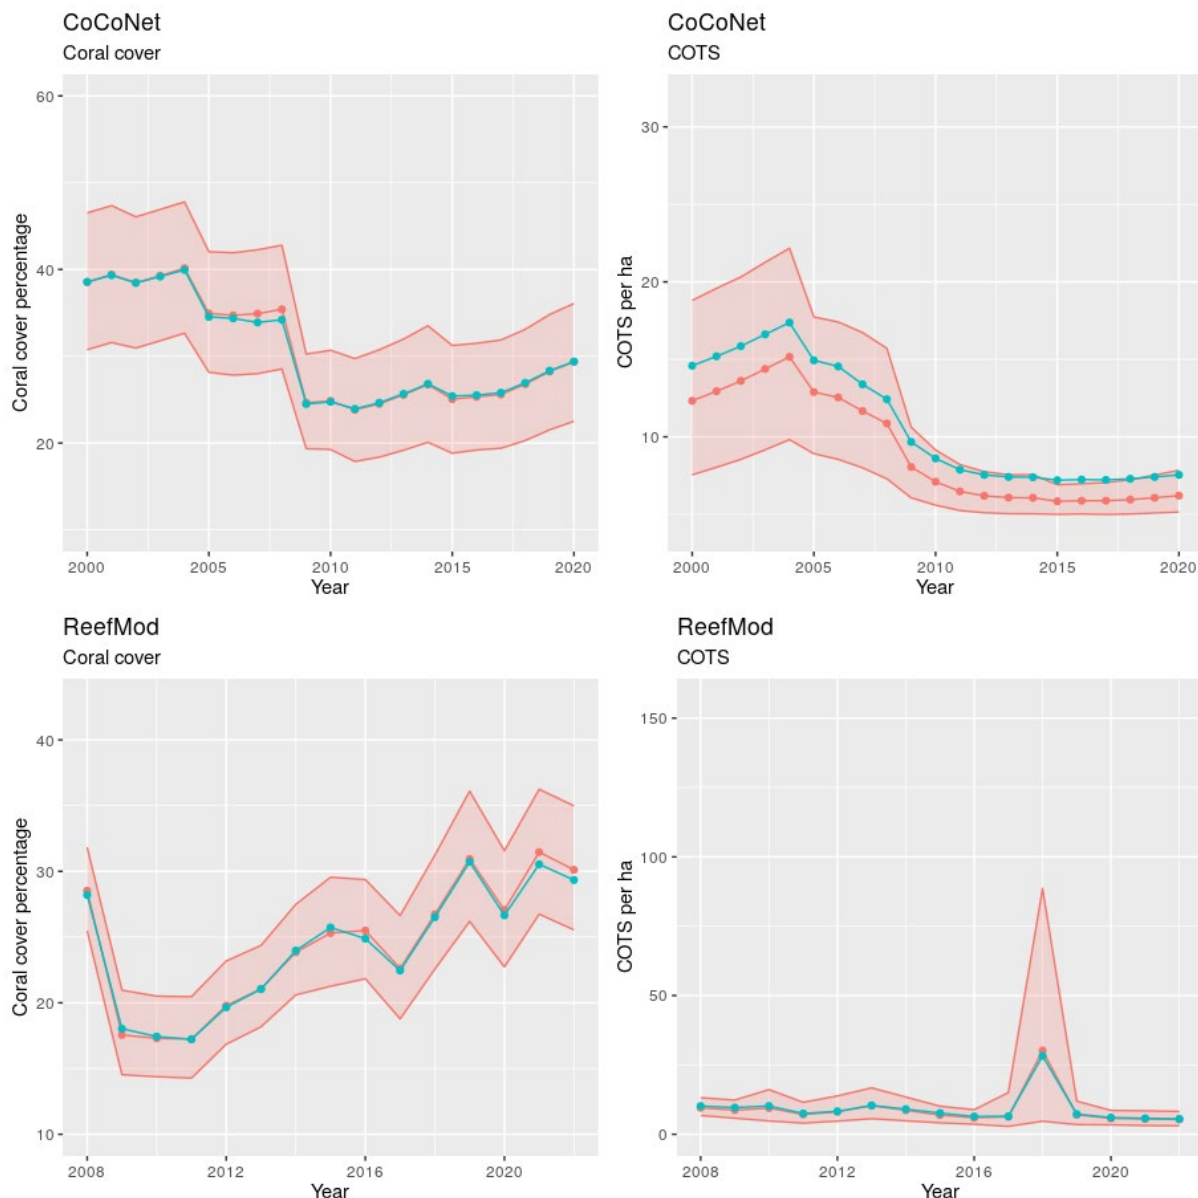 CoCoNet
Coral cover
60
40
20
Coral cover percentage
2000 2005 2010 2015 2020
Year
CoCoNet
COTS
30
20
10
COTS per ha
2000 2005 2010 2015 2020
Year
ReefMod
Coral cover
40
30
20
10
Coral cover percentage
2008 2012 2016 2020
Year
ReefMod
COTS
150
100
50
0
COTS per ha
2008 2012 2016 2020
Year